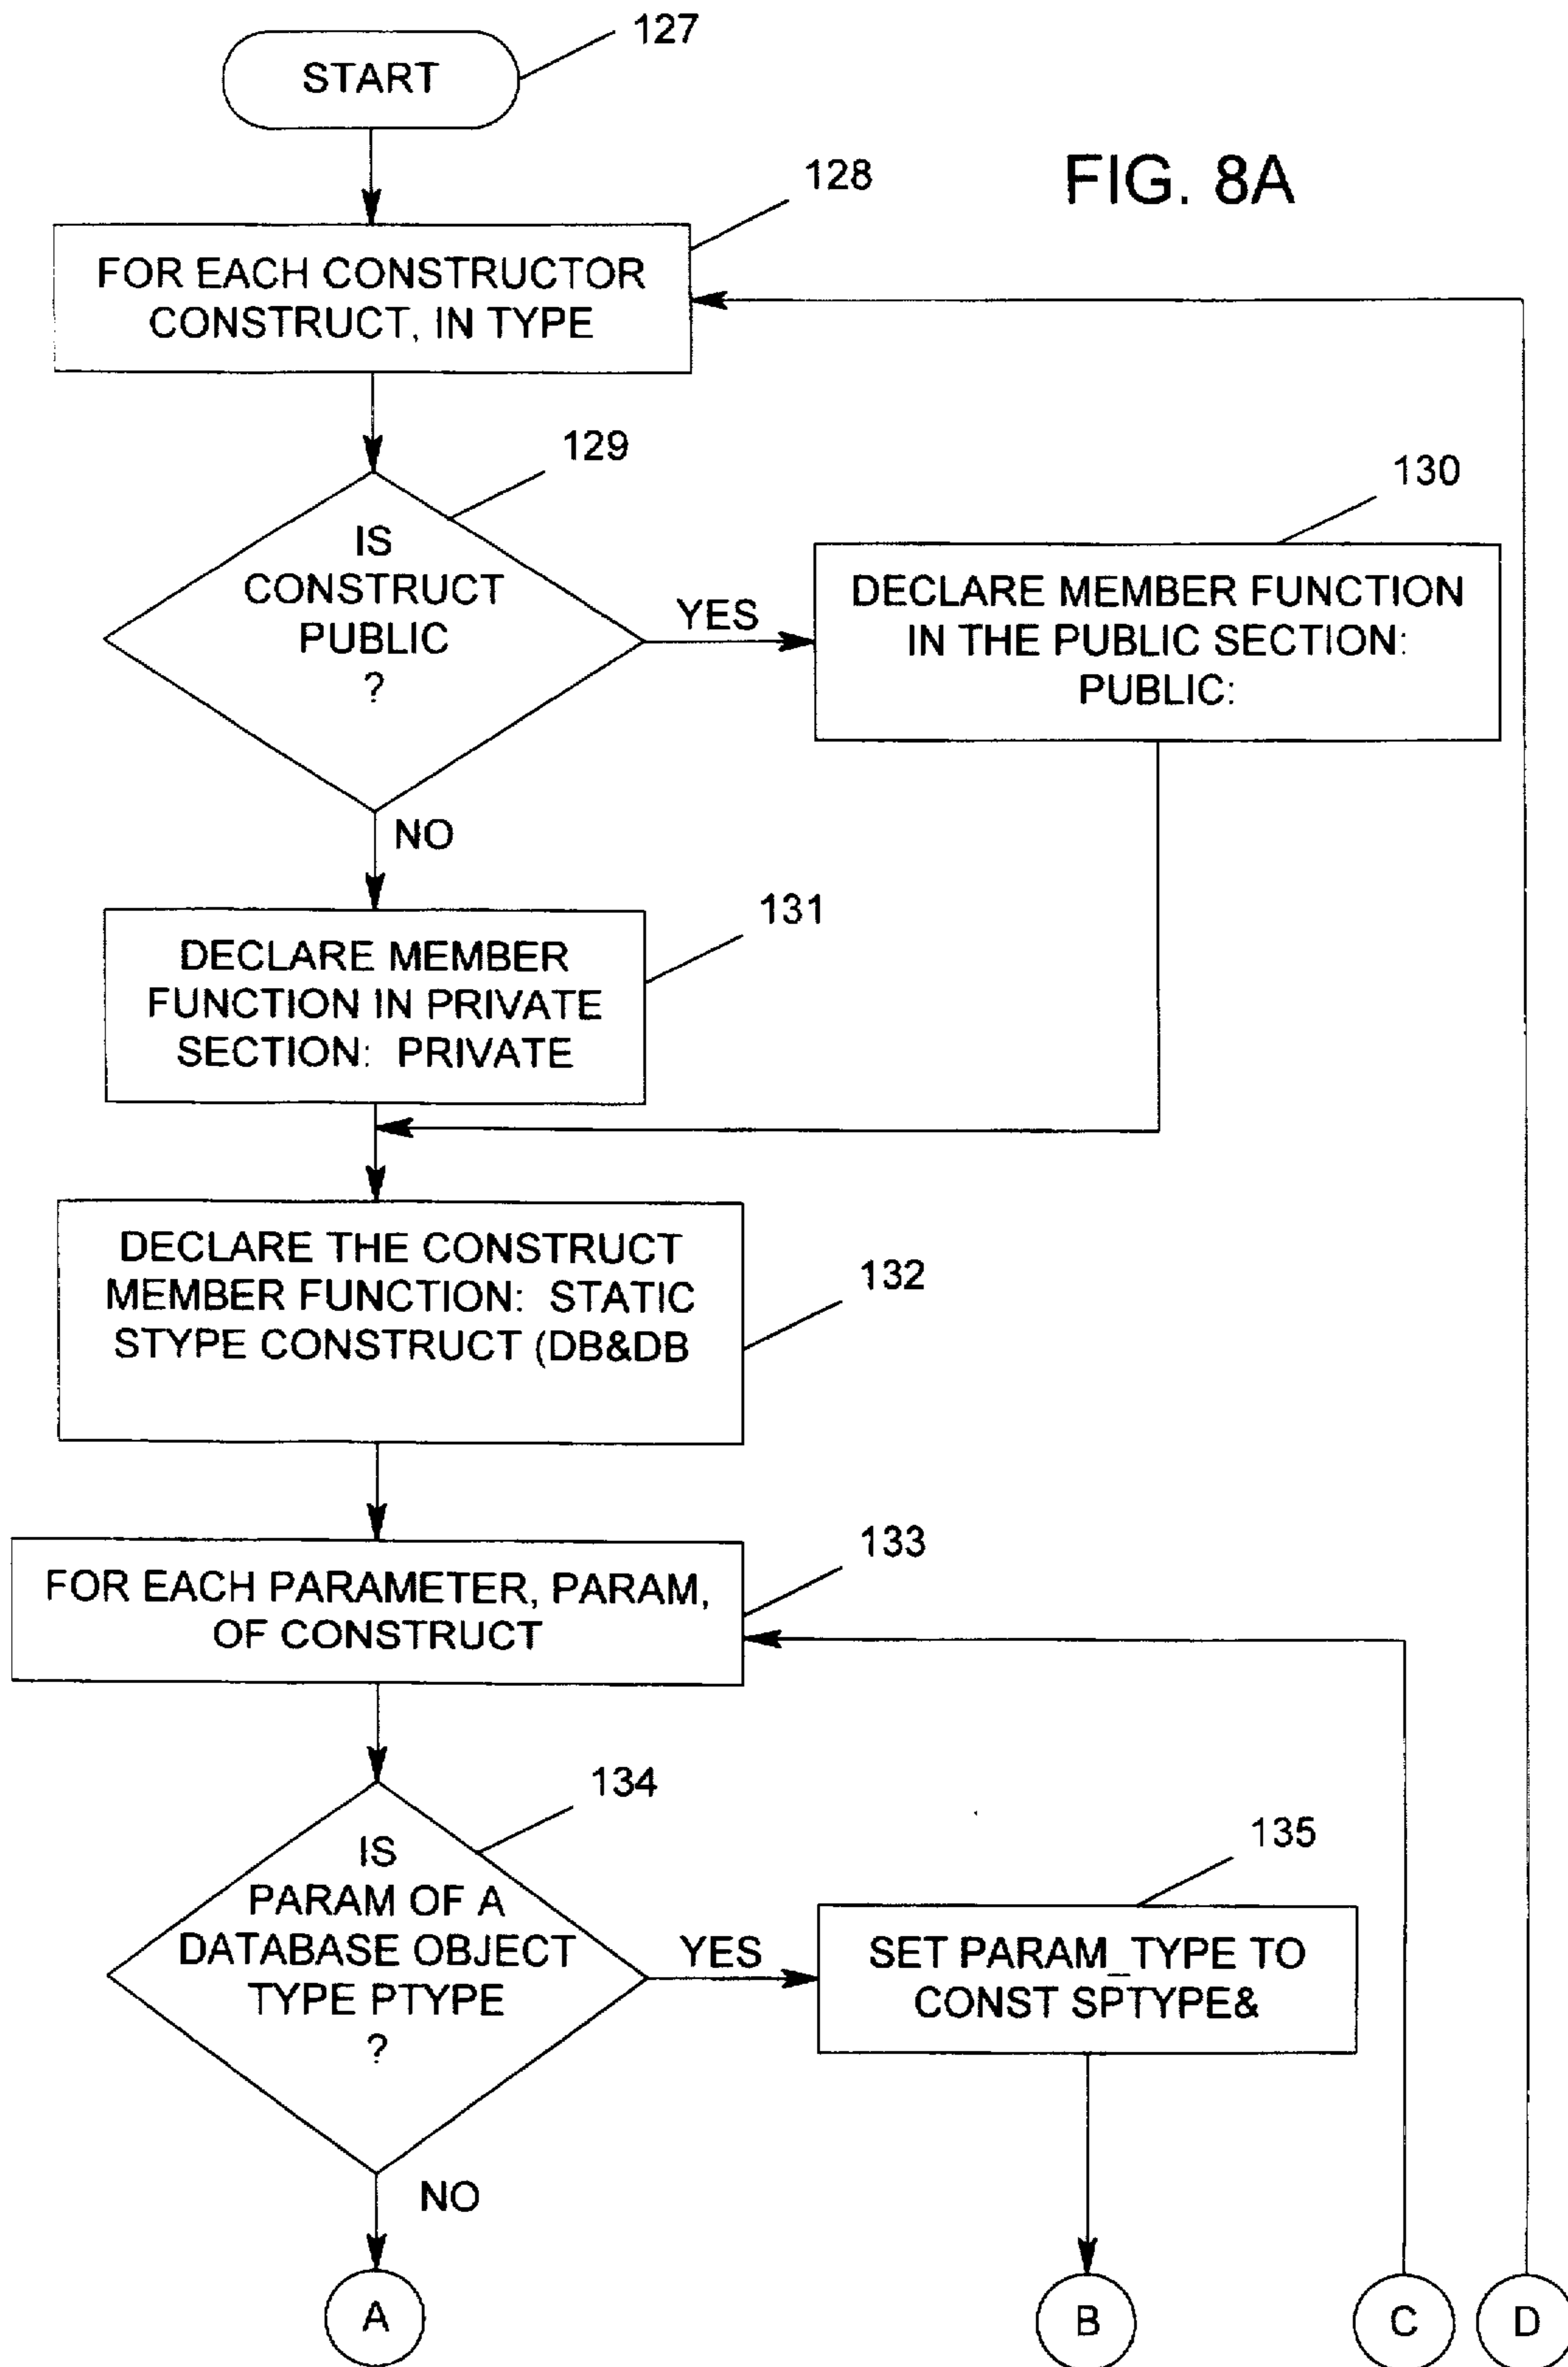 127
START
FIG. 8A
128
FOR EACH CONSTRUCTOR
CONSTRUCT, IN TYPE
129
IS
CONSTRUCT
PUBLIC
?
YES
130
DECLARE MEMBER FUNCTION
IN THE PUBLIC SECTION:
PUBLIC:
NO
131
DECLARE MEMBER
FUNCTION IN PRIVATE
SECTION: PRIVATE
132
DECLARE THE CONSTRUCT
MEMBER FUNCTION: STATIC
STYPE CONSTRUCT (DB&DB
133
FOR EACH PARAMETER, PARAM,
OF CONSTRUCT
134
IS
PARAM OF A
DATABASE OBJECT
TYPE PTYPE
?
YES
135
SET PARAM_TYPE TO
CONST SPTYPE&
NO
A
B
C
D